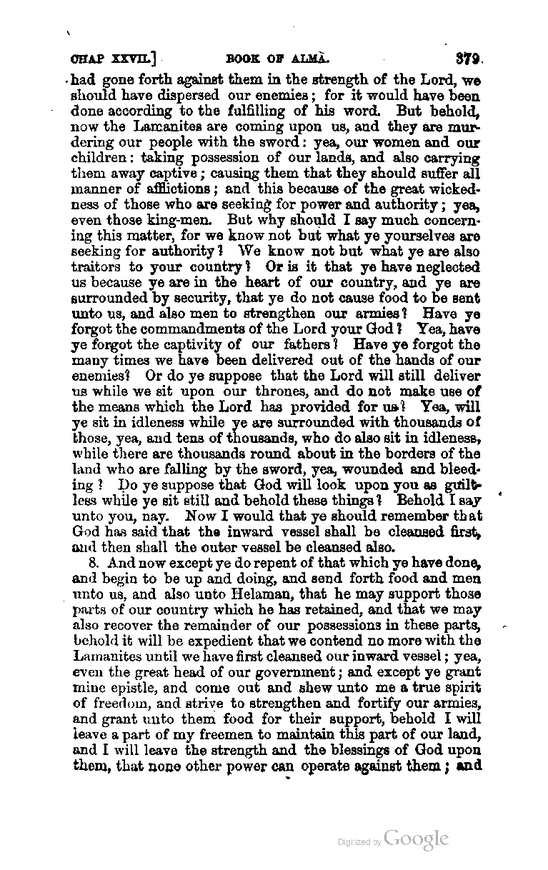 CHAP XXVII.] BOOK OF ALMA. 379.
had gone forth against them in the strength of the Lord, we
should have dispersed our enemies; for it would have been
done according to the fulfilling of his word. But behold,
now the Lamanites are coming upon us, and they are mur-
dering our people with the sword: yea, our women and our
children: taking possession of our lands, and also carrying
them away captive; causing them that they should suffer all
manner of afflictions; and this because of the great wicked-
ness of those who are seeking for power and authority; yea,
even those king-men. But why should I say much concern-
ing this matter, for we know not but what ye yourselves are
seeking for authority? We know not but what ye are also
traitors to your country? Or is it that ye have neglected
us because ye are in the heart of our country, and ye are
surrounded by security, that ye do not cause food to be sent
unto us, and also men to strengthen our armies? Have ye
forgot the commandments of the Lord your God? Yea, have
ye forgot the captivity of our fathers? Have ye forgot the
many times we have been delivered out of the hands of our
enemies? Or do ye suppose that the Lord will still deliver
us while we sit upon our thrones, and do not make use of
the means which the Lord has provided for us? Yea, will
ye sit in idleness while ye are surrounded with thousands of
those, yea, and tens of thousands, who do also sit in idleness,
while there are thousands round about in the borders of the
land who are falling by the sword, yea, wounded and bleed-
ing? Do ye suppose that God will look upon you as guilt-
less while ye sit still and behold these things? Behold I say
unto you, nay. Now I would that ye should remember that
God has said that the inward vessel shall be cleansed first,
and then shall the outer vessel be cleansed also.
8. And now except ye do repent of that which ye have done,
and begin to be up and doing, and send forth food and men
unto us, and also unto Helaman, that he may support those
parts of our country which he has retained, and that we may
also recover the remainder of our possessions in these parts,
behold it will be expedient that we contend no more with the
Lamanites until we have first cleansed our inward vessel; yea,
even the great head of our government; and except ye grant
mine epistle, and come out and shew unto me a true spirit
of freedom, and strive to strengthen and fortify our armies,
and grant unto them food for their support, behold I will
leave a part of my freemen to maintain this part of our land,
and I will leave the strength and the blessings of God upon
them, that none other power can operate against them; and
Digitized by Google